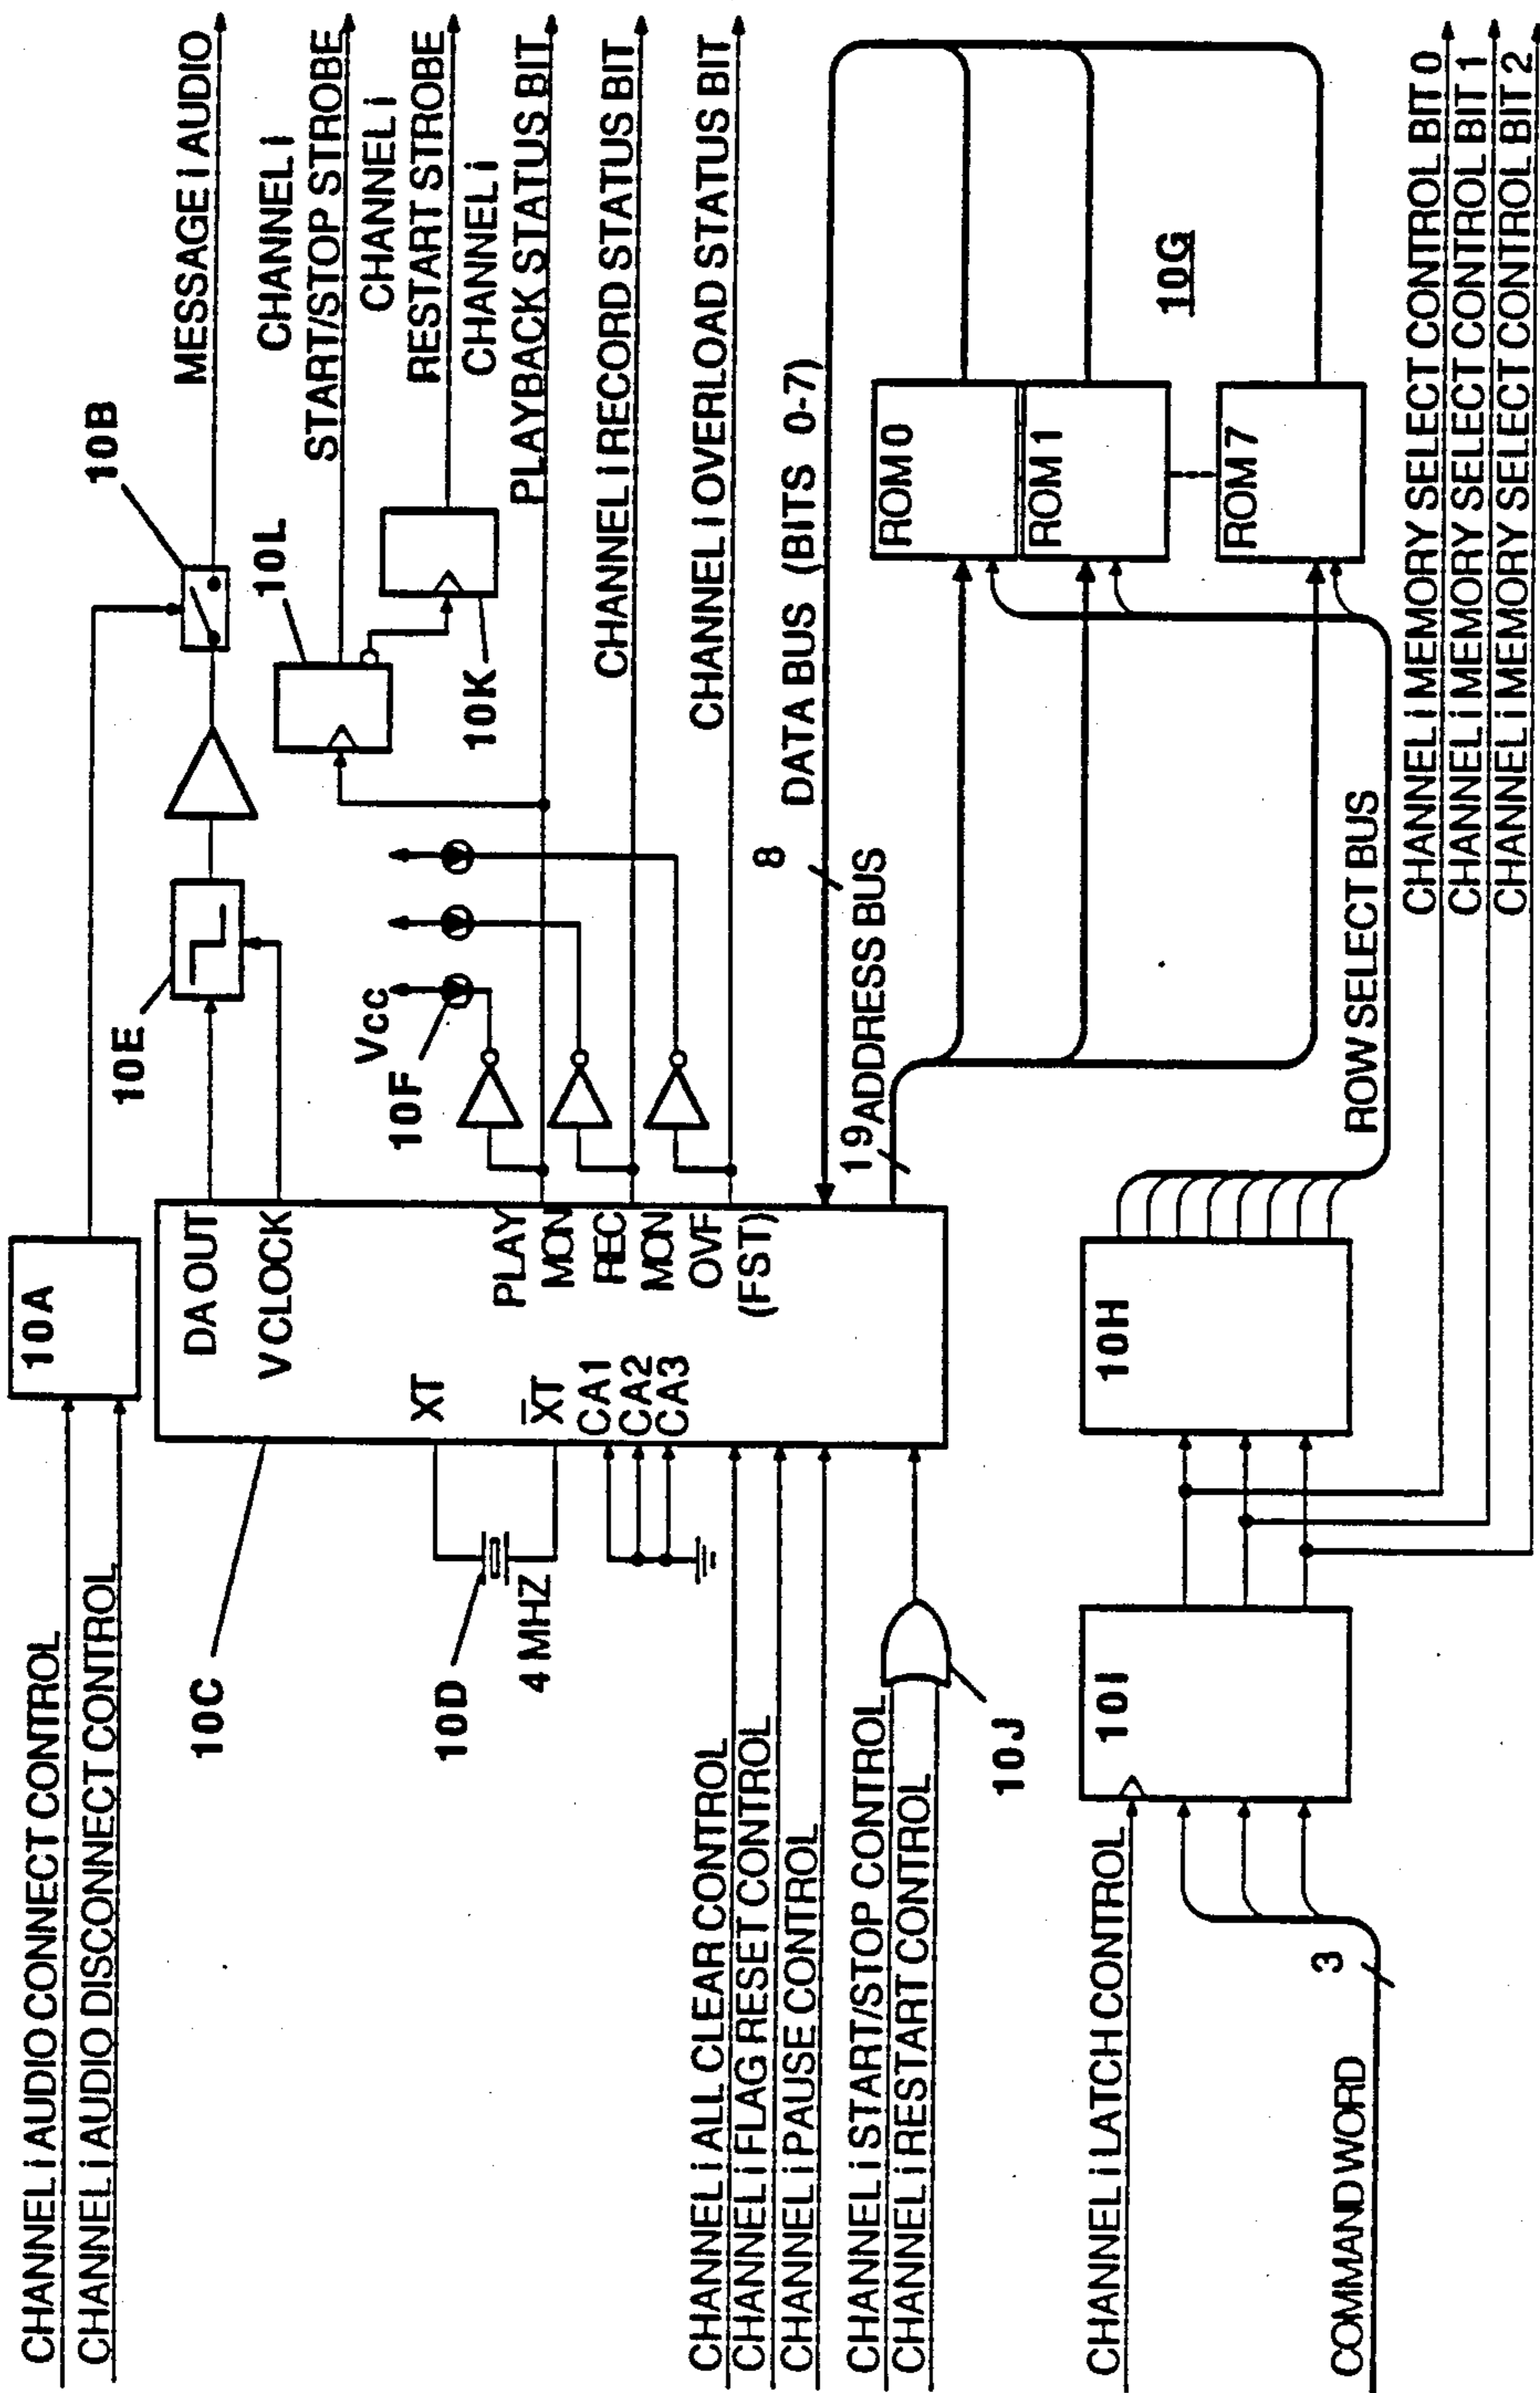 CHANNEL i AUDIO CONNECT CONTROL
CHANNEL i AUDIO DISCONNECT CONTROL
10A
10B
MESSAGE i AUDIO
10C
DA OUT
V CLOCK
10E
10L
CHANNEL i
START/STOP STROBE
CHANNEL i
RESTART STROBE
10K
CHANNEL i
PLAYBACK STATUS BIT
10D
4 MHZ
XT
XT
CA1
CA2
CA3
PLAY
MON
REC
MON
OVF
(FST)
Vcc
10F
CHANNEL i RECORD STATUS BIT
CHANNEL i OVERLOAD STATUS BIT
CHANNEL i ALL CLEAR CONTROL
CHANNEL i FLAG RESET CONTROL
CHANNEL i PAUSE CONTROL
CHANNEL i START/STOP CONTROL
CHANNEL i RESTART CONTROL
10J
8
DATA BUS (BITS 0-7)
19
ADDRESS BUS
ROM 0
ROM 1
ROM 7
10G
CHANNEL i LATCH CONTROL
COMMAND WORD
3
10I
10H
ROW SELECT BUS
CHANNEL i MEMORY SELECT CONTROL BIT 0
CHANNEL i MEMORY SELECT CONTROL BIT 1
CHANNEL i MEMORY SELECT CONTROL BIT 2